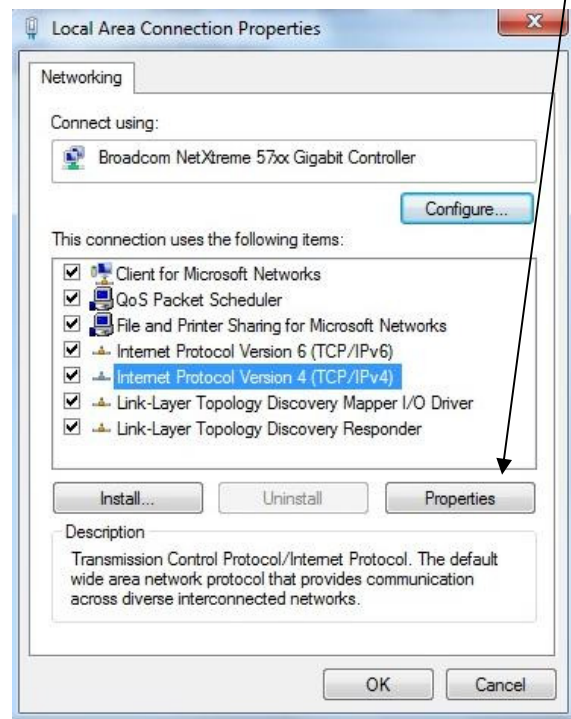 Local Area Connection Properties
Networking
Connect using:
Broadcom NetXtreme 57xx Gigabit Controller
Configure...
This connection uses the following items:
Client for Microsoft Networks
QoS Packet Scheduler
File and Printer Sharing for Microsoft Networks
Internet Protocol Version 6 (TCP/IPv6)
Internet Protocol Version 4 (TCP/IPv4)
Link-Layer Topology Discovery Mapper I/O Driver
Link-Layer Topology Discovery Responder
Install... Uninstall Properties
Description
Transmission Control Protocol/Internet Protocol. The default
wide area network protocol that provides communication
across diverse interconnected networks.
OK Cancel